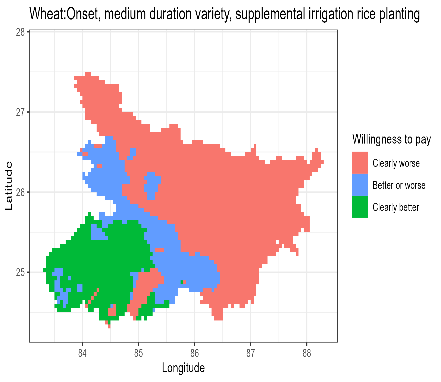 Wheat:Onset, medium duration variety, supplemental irrigation rice planting
28
27
26
25
Latitude
84
85
86
87
88
Longitude
Willingness to pay
Clearly worse
Better or worse
Clearly better